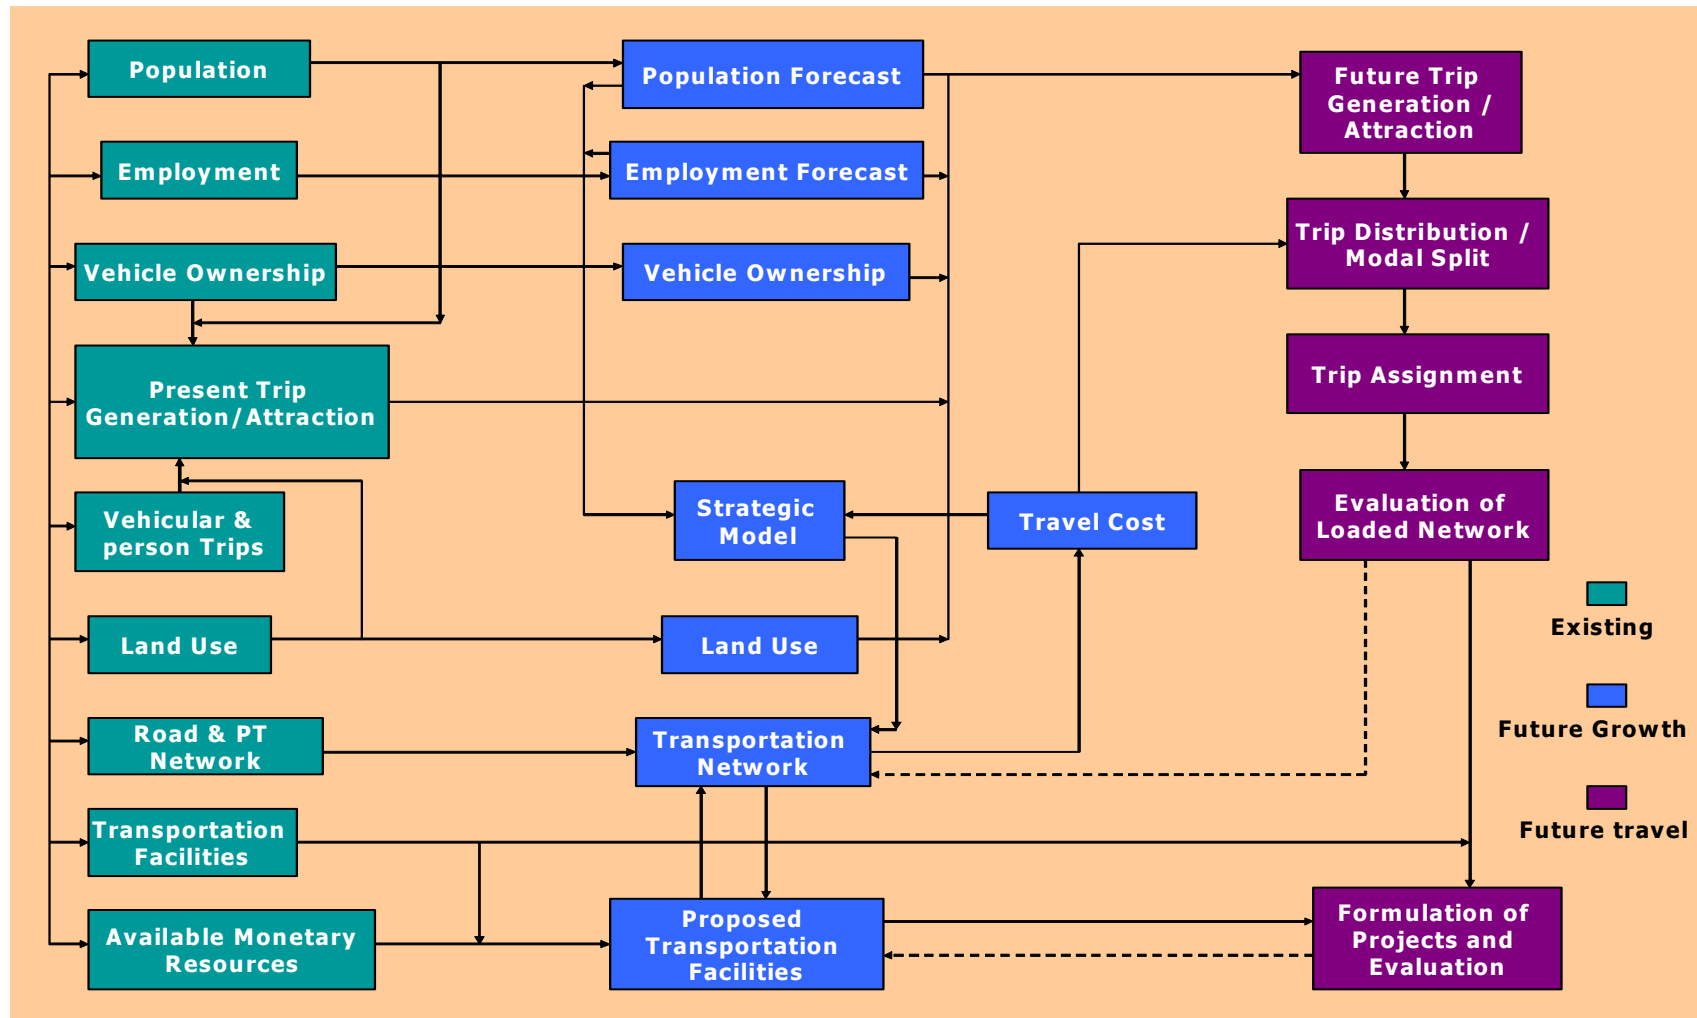 Population
Employment
Vehicle Ownership
Present Trip
Generation/Attraction
Vehicular &
person Trips
Land Use
Road & PT
Network
Transportation
Facilities
Available Monetary
Resources
Population Forecast
Employment Forecast
Vehicle Ownership
Strategic
Model
Travel Cost
Land Use
Transportation
Network
Proposed
Transportation
Facilities
Future Trip
Generation /
Attraction
Trip Distribution /
Modal Split
Trip Assignment
Evaluation of
Loaded Network
Formulation of
Projects and
Evaluation
Existing
Future Growth
Future travel